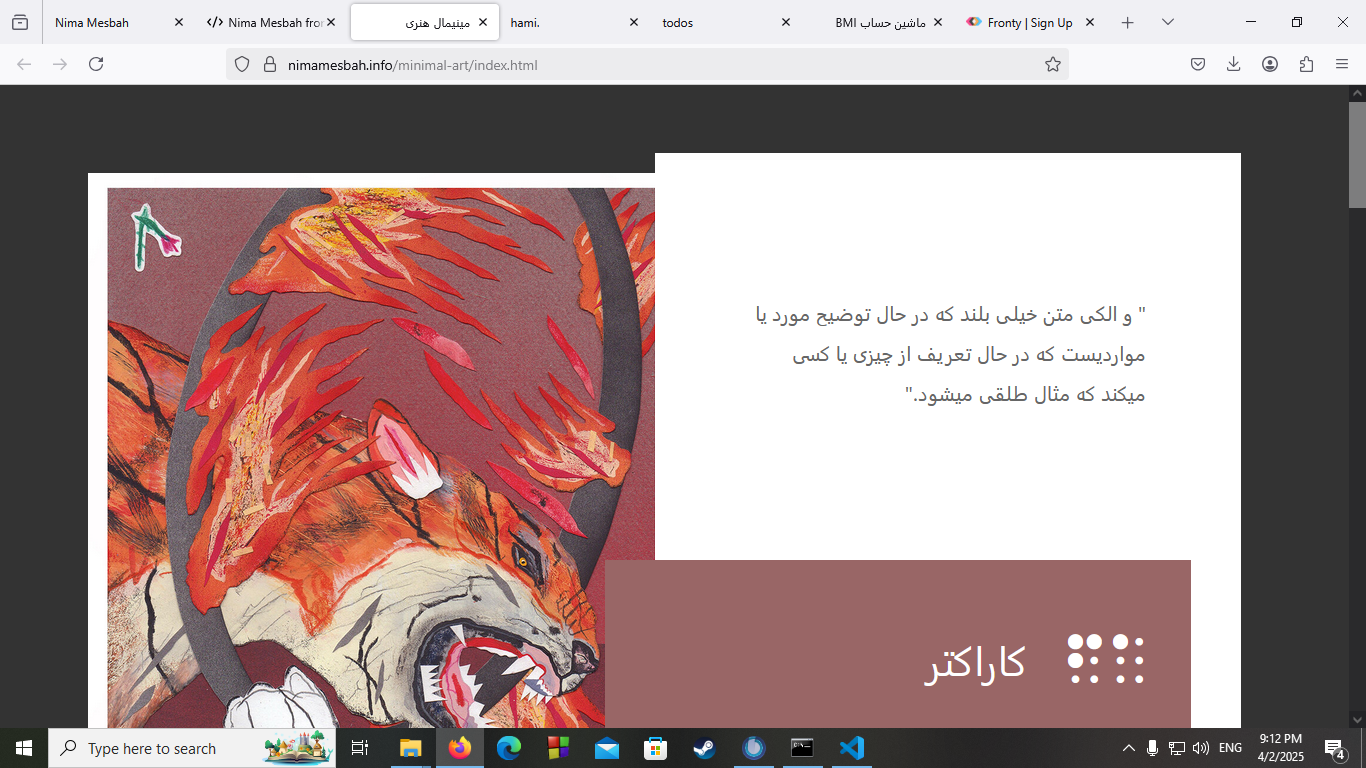 Nima Mesbah
Nima Mesbah fron
مینیمال هنری
hami.
todos
ماشین حساب BMI
Fronty | Sign Up
nimamesbah.info/minimal-art/index.html
" و الکی متن خیلی بلند که در حال توضیح مورد یا
مواردیست که در حال تعریف از چیزی یا کسی
میکند که مثال طلقی میشود."
کاراکتر
Type here to search
ENG
9:12 PM
4/2/2025
4